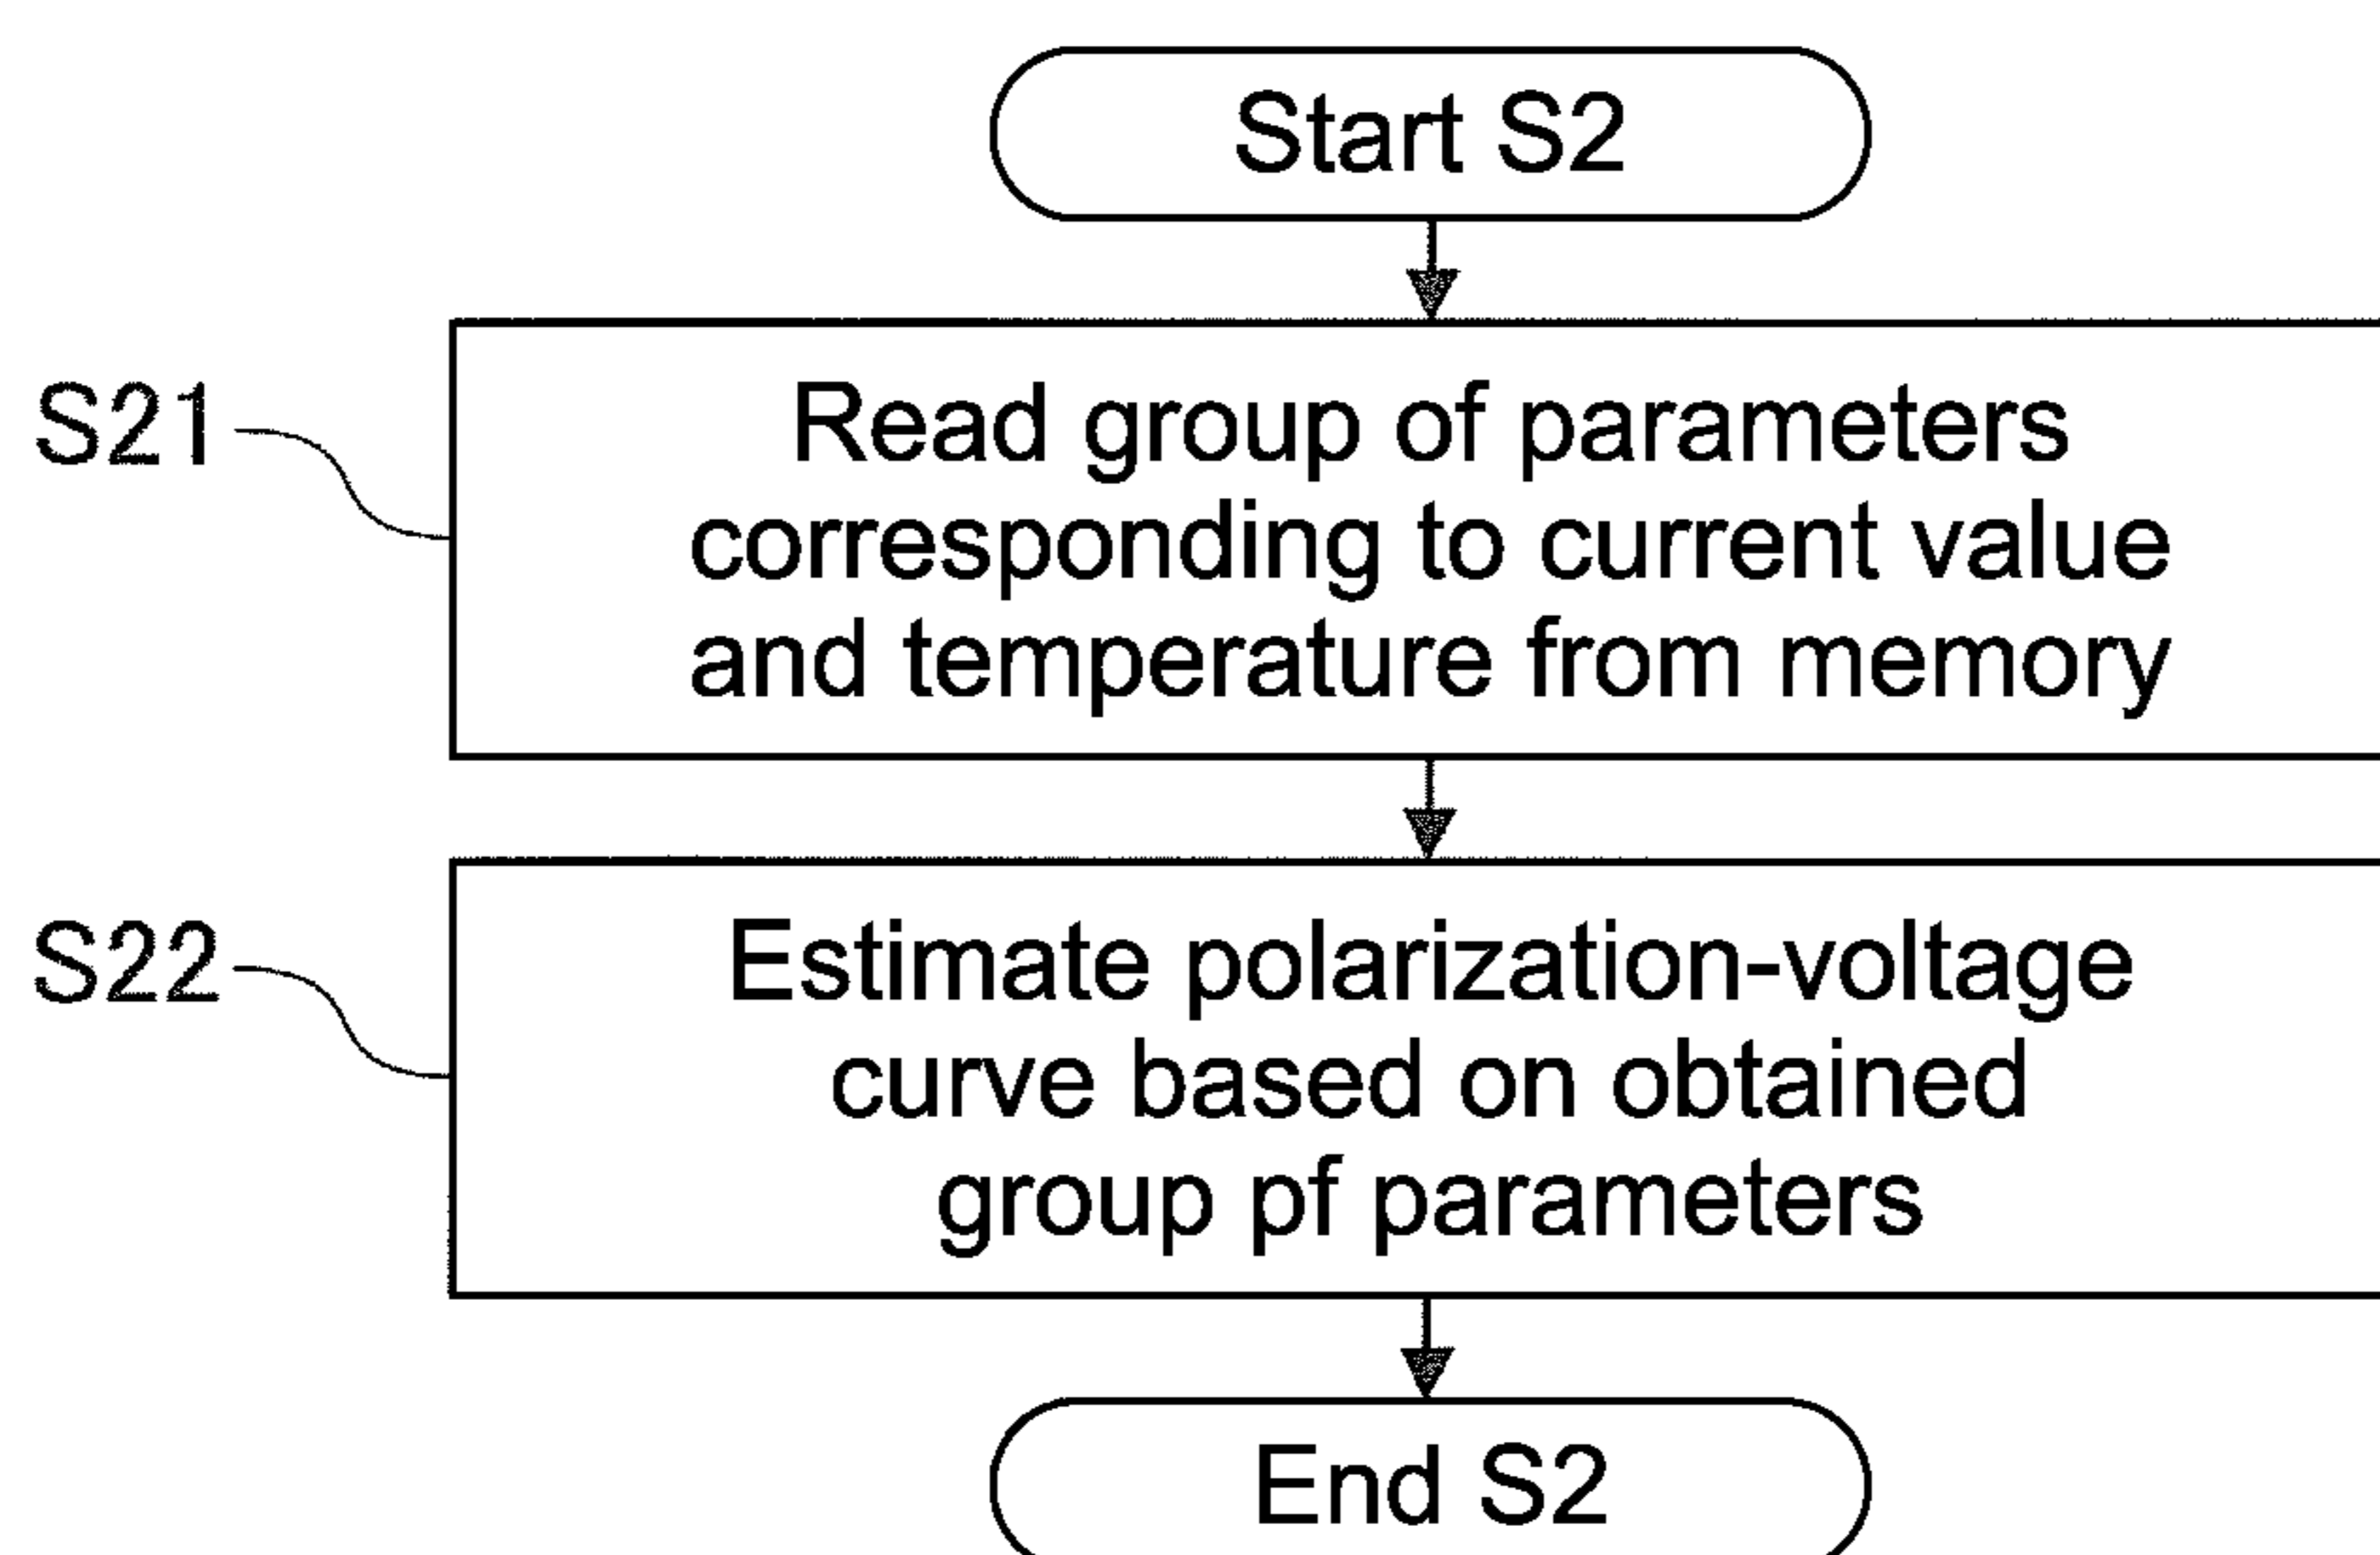 Start S2
S21
Read group of parameters
corresponding to current value
and temperature from memory
S22
Estimate polarization-voltage
curve based on obtained
group pf parameters
End S2